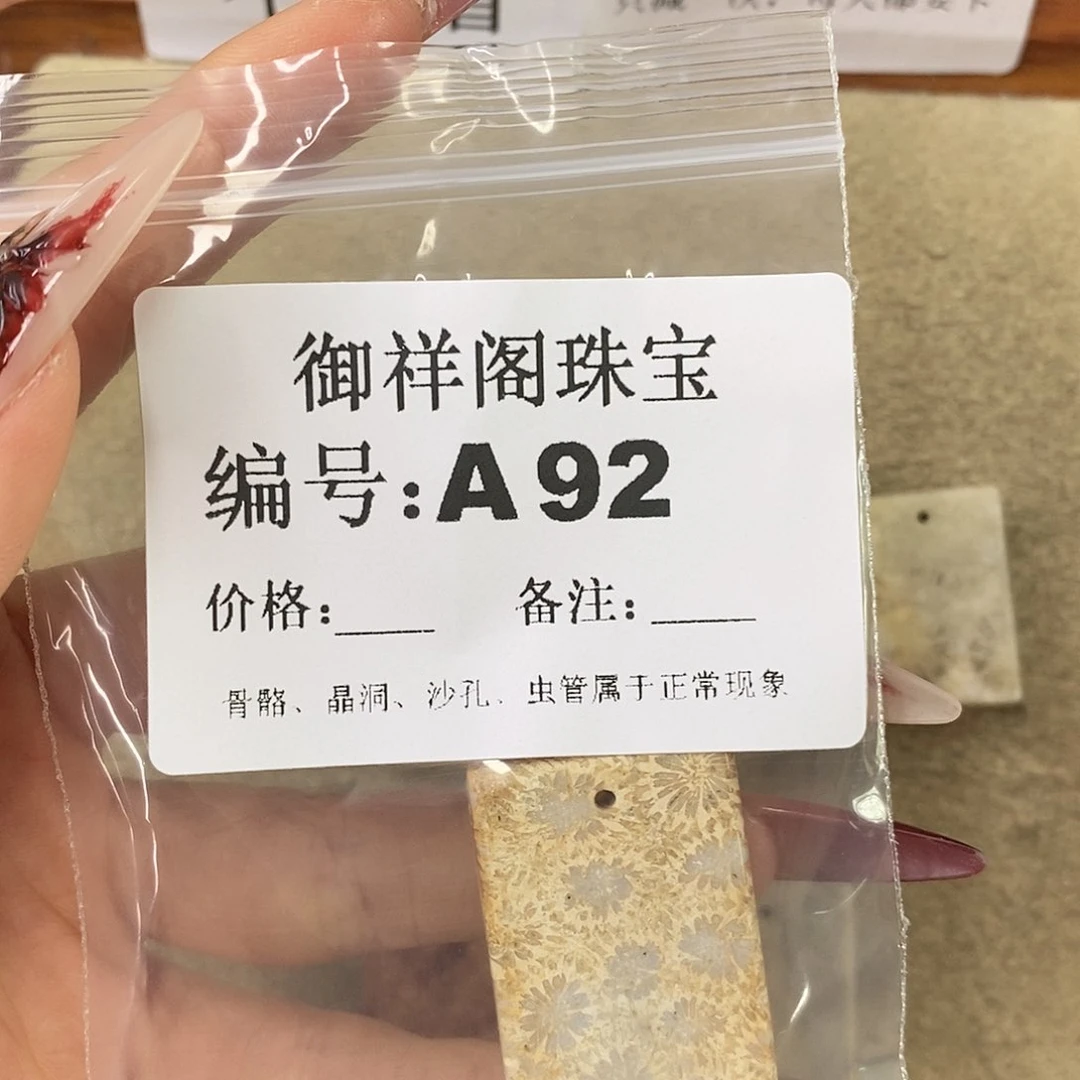 御祥阁珠宝
编号:A92
价格:____ 备注:____
骨骼、晶洞、沙孔、虫管属于正常现象